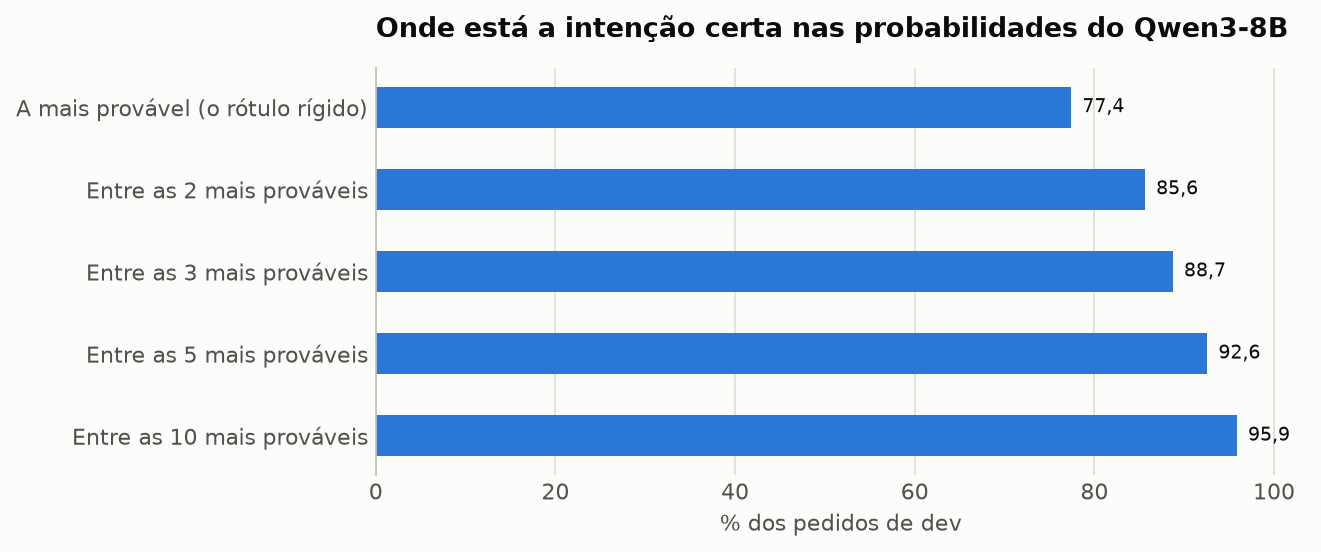 Onde está a intenção certa nas probabilidades do Qwen3-8B
A mais provável (o rótulo rígido)
77,4
Entre as 2 mais prováveis
85,6
Entre as 3 mais prováveis
88,7
Entre as 5 mais prováveis
92,6
Entre as 10 mais prováveis
95,9
0 20 40 60 80 100
% dos pedidos de dev